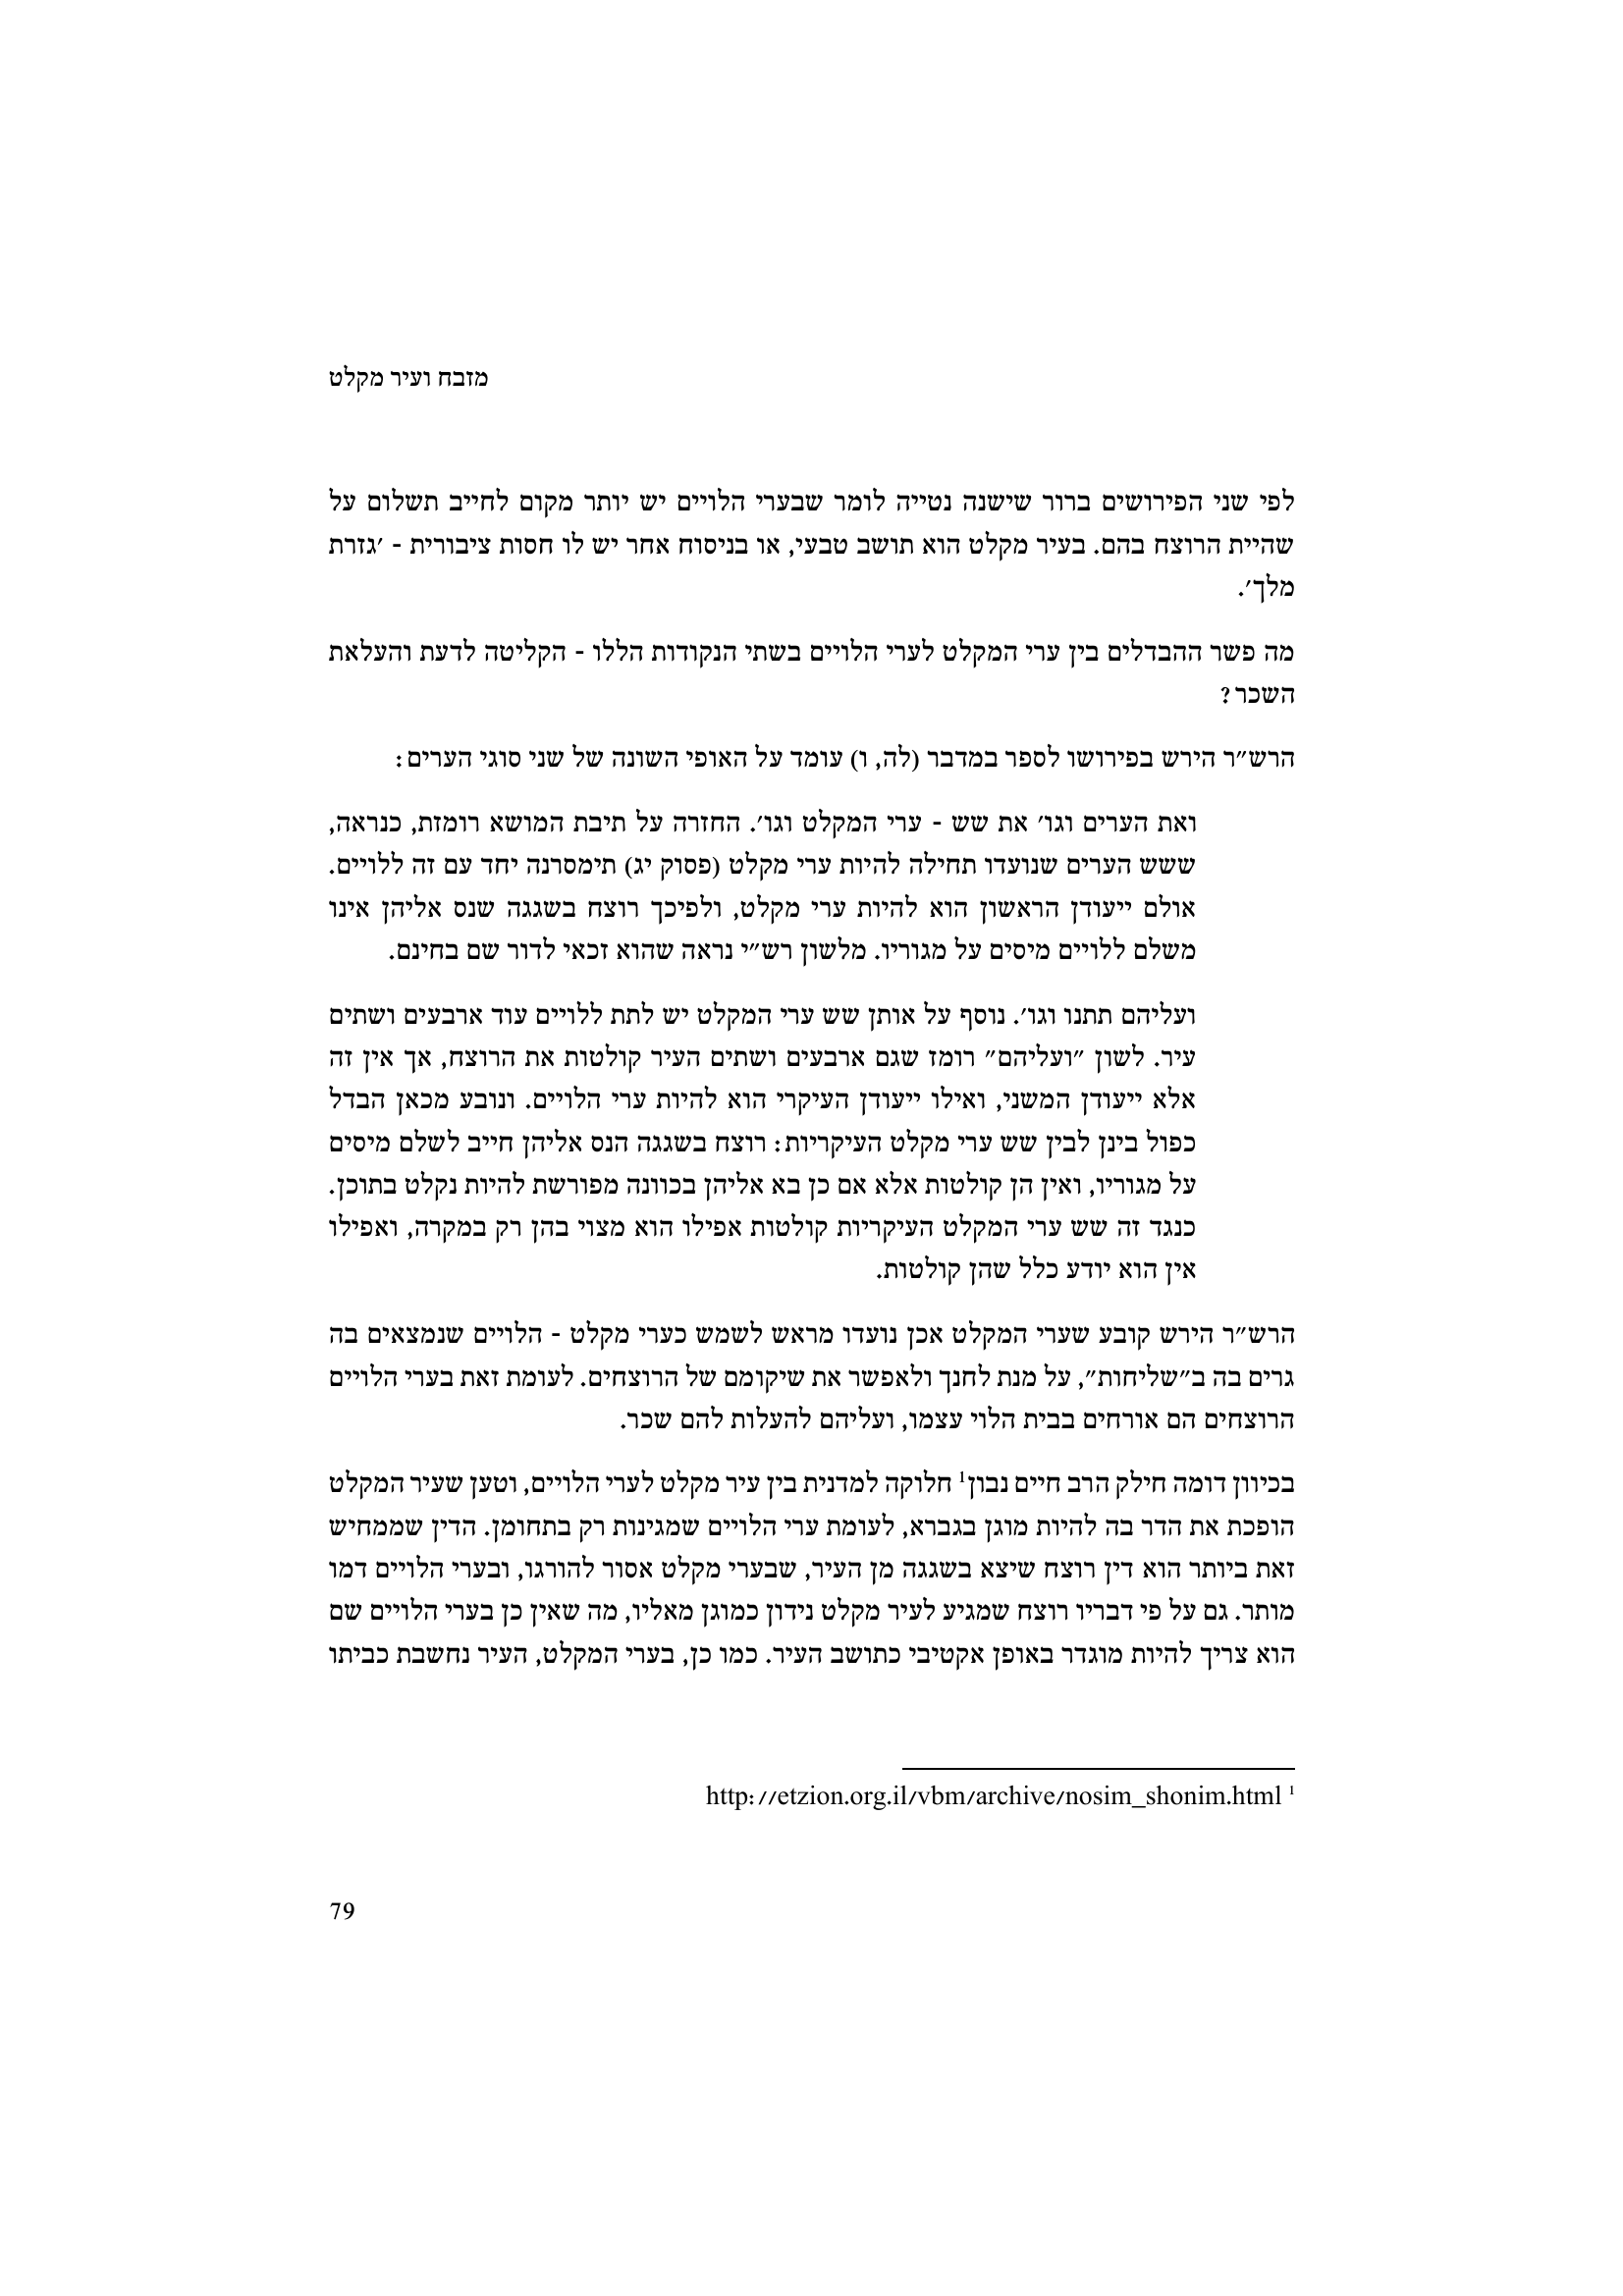 מזבח ועיר מקלט
לפי שני הפירושים ברור שישנה נטייה לומר שבערי הלויים יש יותר מקום לחייב תשלום על
שהיית הרוצח בהם. בעיר מקלט הוא תושב טבעי, או בניסוח אחר יש לו חסות ציבורית - 'גזרת
מלך'.
מה פשר ההבדלים בין ערי המקלט לערי הלויים בשתי הנקודות הללו - הקליטה לדעת והעלאת
השכר?
הרש"ר הירש בפירושו לספר במדבר (לה, ו) עומד על האופי השונה של שני סוגי הערים:
ואת הערים וגו' את שש - ערי המקלט וגו'. החזרה על תיבת המושא רומזת, כנראה,
ששש הערים שנועדו תחילה להיות ערי מקלט (פסוק יג) תימסרנה יחד עם זה ללויים.
אולם ייעודן הראשון הוא להיות ערי מקלט, ולפיכך רוצח בשגגה שנס אליהן אינו
משלם ללויים מיסים על מגוריו. מלשון רש"י נראה שהוא זכאי לדור שם בחינם.
ועליהם תתנו וגו'. נוסף על אותן שש ערי המקלט יש לתת ללויים עוד ארבעים ושתים
עיר. לשון "ועליהם" רומז שגם ארבעים ושתים העיר קולטות את הרוצח, אך אין זה
אלא ייעודן המשני, ואילו ייעודן העיקרי הוא להיות ערי הלויים. ונובע מכאן הבדל
כפול בינן לבין שש ערי מקלט העיקריות: רוצח בשגגה הנס אליהן חייב לשלם מיסים
על מגוריו, ואין הן קולטות אלא אם כן בא אליהן בכוונה מפורשת להיות נקלט בתוכן.
כנגד זה שש ערי המקלט העיקריות קולטות אפילו הוא מצוי בהן רק במקרה, ואפילו
אין הוא יודע כלל שהן קולטות.
הרש"ר הירש קובע שערי המקלט אכן נועדו מראש לשמש כערי מקלט - הלויים שנמצאים בה
גרים בה ב"שליחות", על מנת לחנך ולאפשר את שיקומם של הרוצחים. לעומת זאת בערי הלויים
הרוצחים הם אורחים בבית הלוי עצמו, ועליהם להעלות להם שכר.
בכיוון דומה חילק הרב חיים נבון¹ חלוקה למדנית בין עיר מקלט לערי הלויים, וטען שעיר המקלט
הופכת את הדר בה להיות מוגן בגברא, לעומת ערי הלויים שמגינות רק בתחומן. הדין שממחיש
זאת ביותר הוא דין רוצח שיצא בשגגה מן העיר, שבערי מקלט אסור להורגו, ובערי הלויים דמו
מותר. גם על פי דבריו רוצח שמגיע לעיר מקלט נידון כמוגן מאליו, מה שאין כן בערי הלויים שם
הוא צריך להיות מוגדר באופן אקטיבי כתושב העיר. כמו כן, בערי המקלט, העיר נחשבת כביתו
¹ http://etzion.org.il/vbm/archive/nosim_shonim.html
79